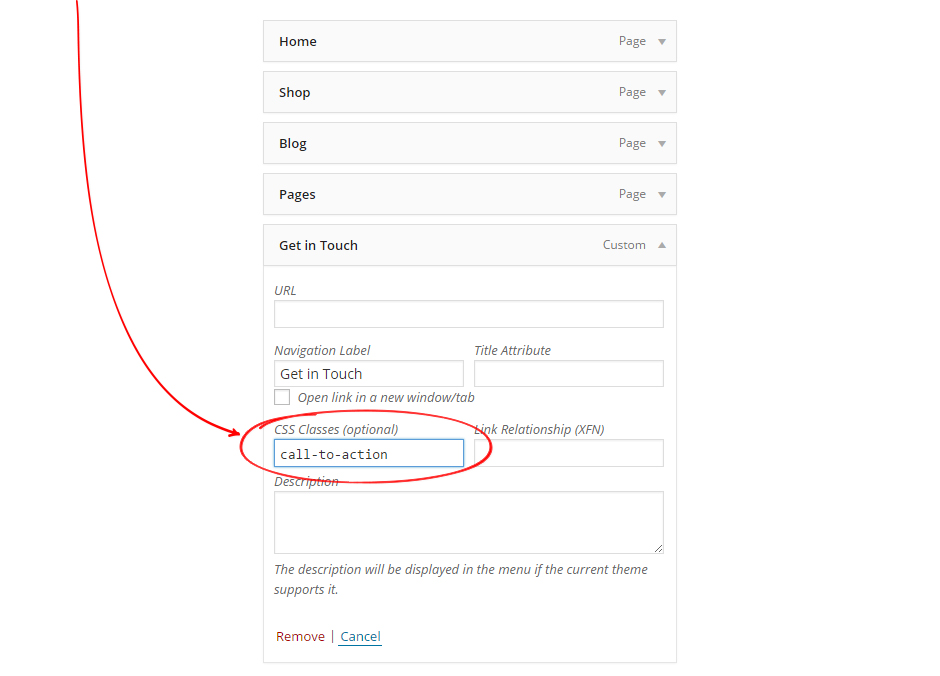 Home Page
Shop Page
Blog Page
Pages Page
Get in Touch Custom
URL
Navigation Label Title Attribute
Get in Touch
Open link in a new window/tab
CSS Classes (optional) Link Relationship (XFN)
call-to-action
Description
The description will be displayed in the menu if the current theme
supports it.
Remove | Cancel